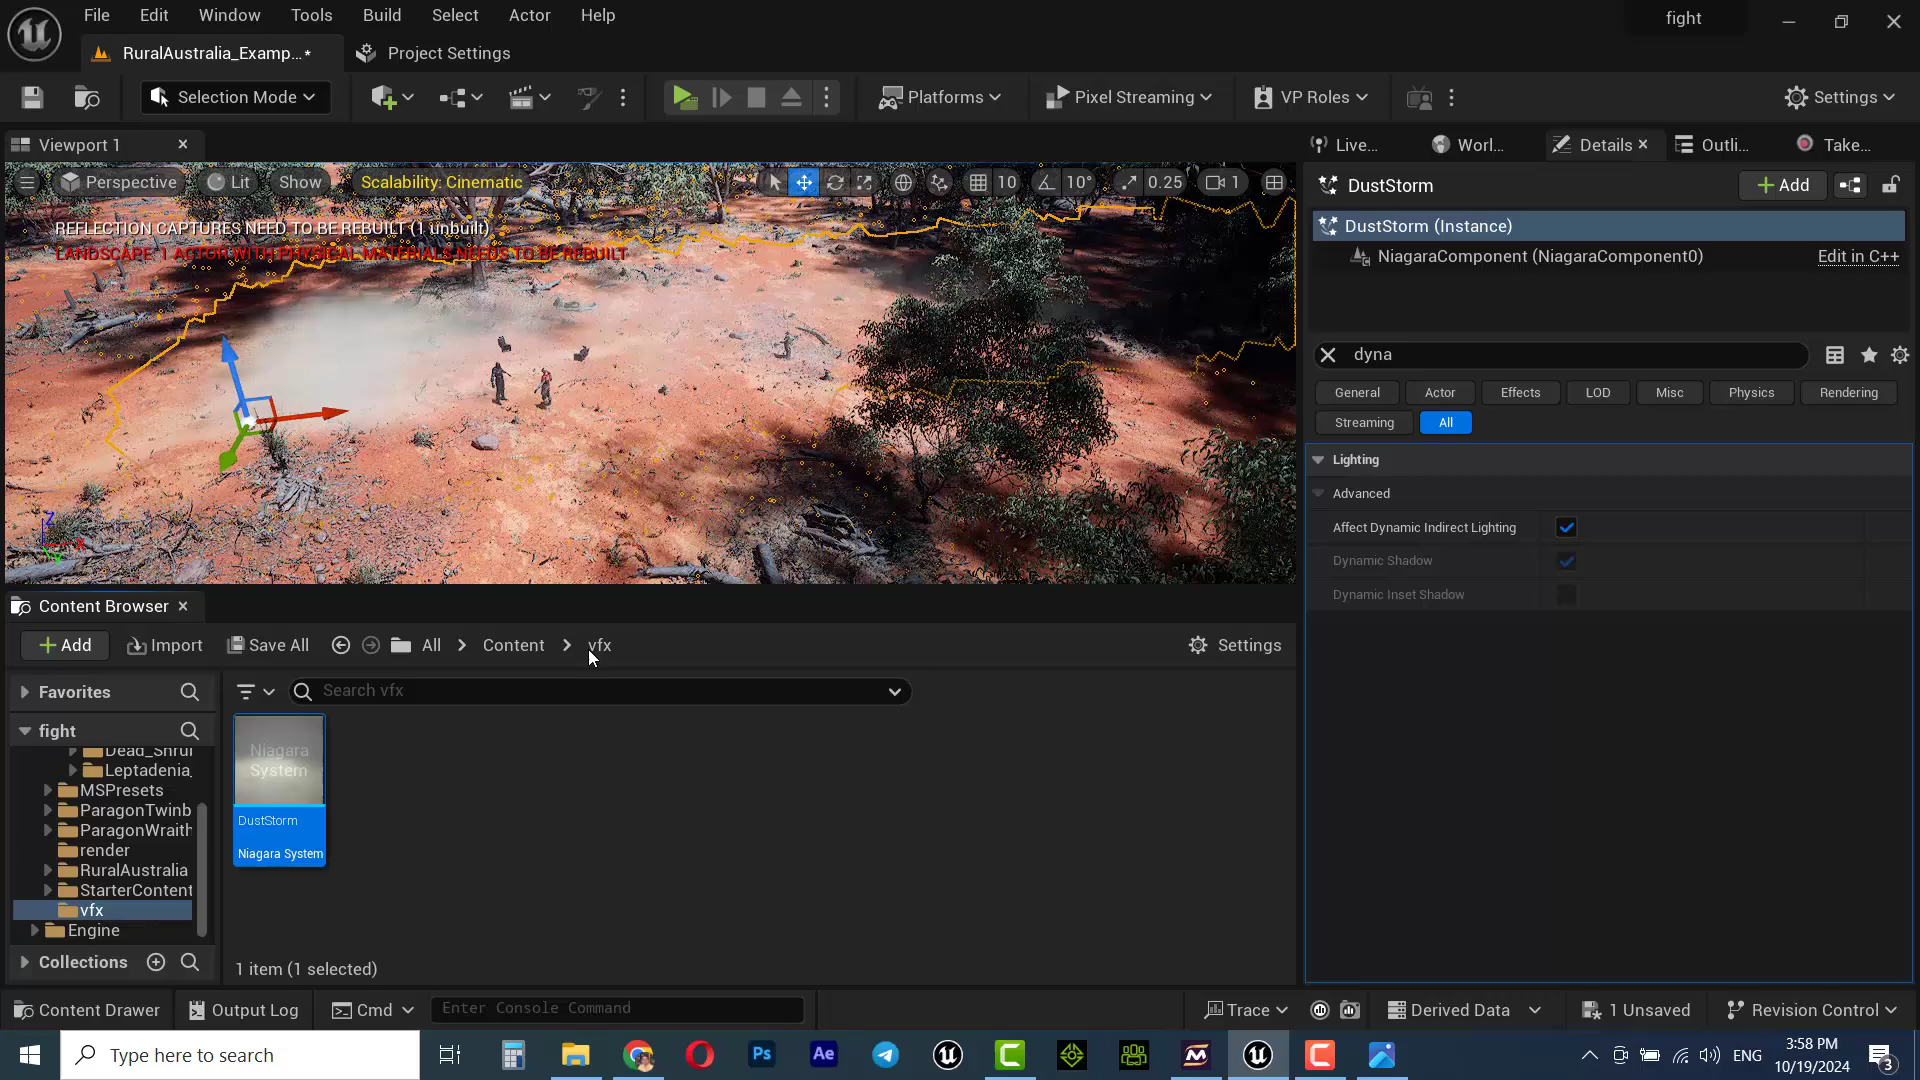 File Edit Window Tools Build Select Actor Help
fight
RuralAustralia_Examp...*
Project Settings
Selection Mode
Platforms
Pixel Streaming
VP Roles
Settings
Viewport 1
Perspective
Lit
Show
Scalability: Cinematic
10
10°
0.25
1
REFLECTION CAPTURES NEED TO BE REBUILT (1 unbuilt)
LANDSCAPE: 1 ACTOR WITH PHYSICAL MATERIALS NEEDS TO BE REBUILT
Z
X
Y
Live...
Worl...
Details
Outli...
Take...
DustStorm
Add
DustStorm (Instance)
NiagaraComponent (NiagaraComponent0)
Edit in C++
dyna
General Actor Effects LOD Misc Physics Rendering
Streaming All
Lighting
Advanced
Affect Dynamic Indirect Lighting
Dynamic Shadow
Dynamic Inset Shadow
Content Browser
Add
Import
Save All
All
Content
vfx
Settings
Favorites
Search vfx
fight
Dead_Shru
Leptadenia_
MSPresets
ParagonTwinb
ParagonWraith
render
RuralAustralia
StarterContent
vfx
Engine
Collections
Niagara
System
DustStorm
Niagara System
1 item (1 selected)
Content Drawer
Output Log
Cmd
Enter Console Command
Trace
Derived Data
1 Unsaved
Revision Control
Type here to search
Ps
Ae
ENG
3:58 PM
10/19/2024
3